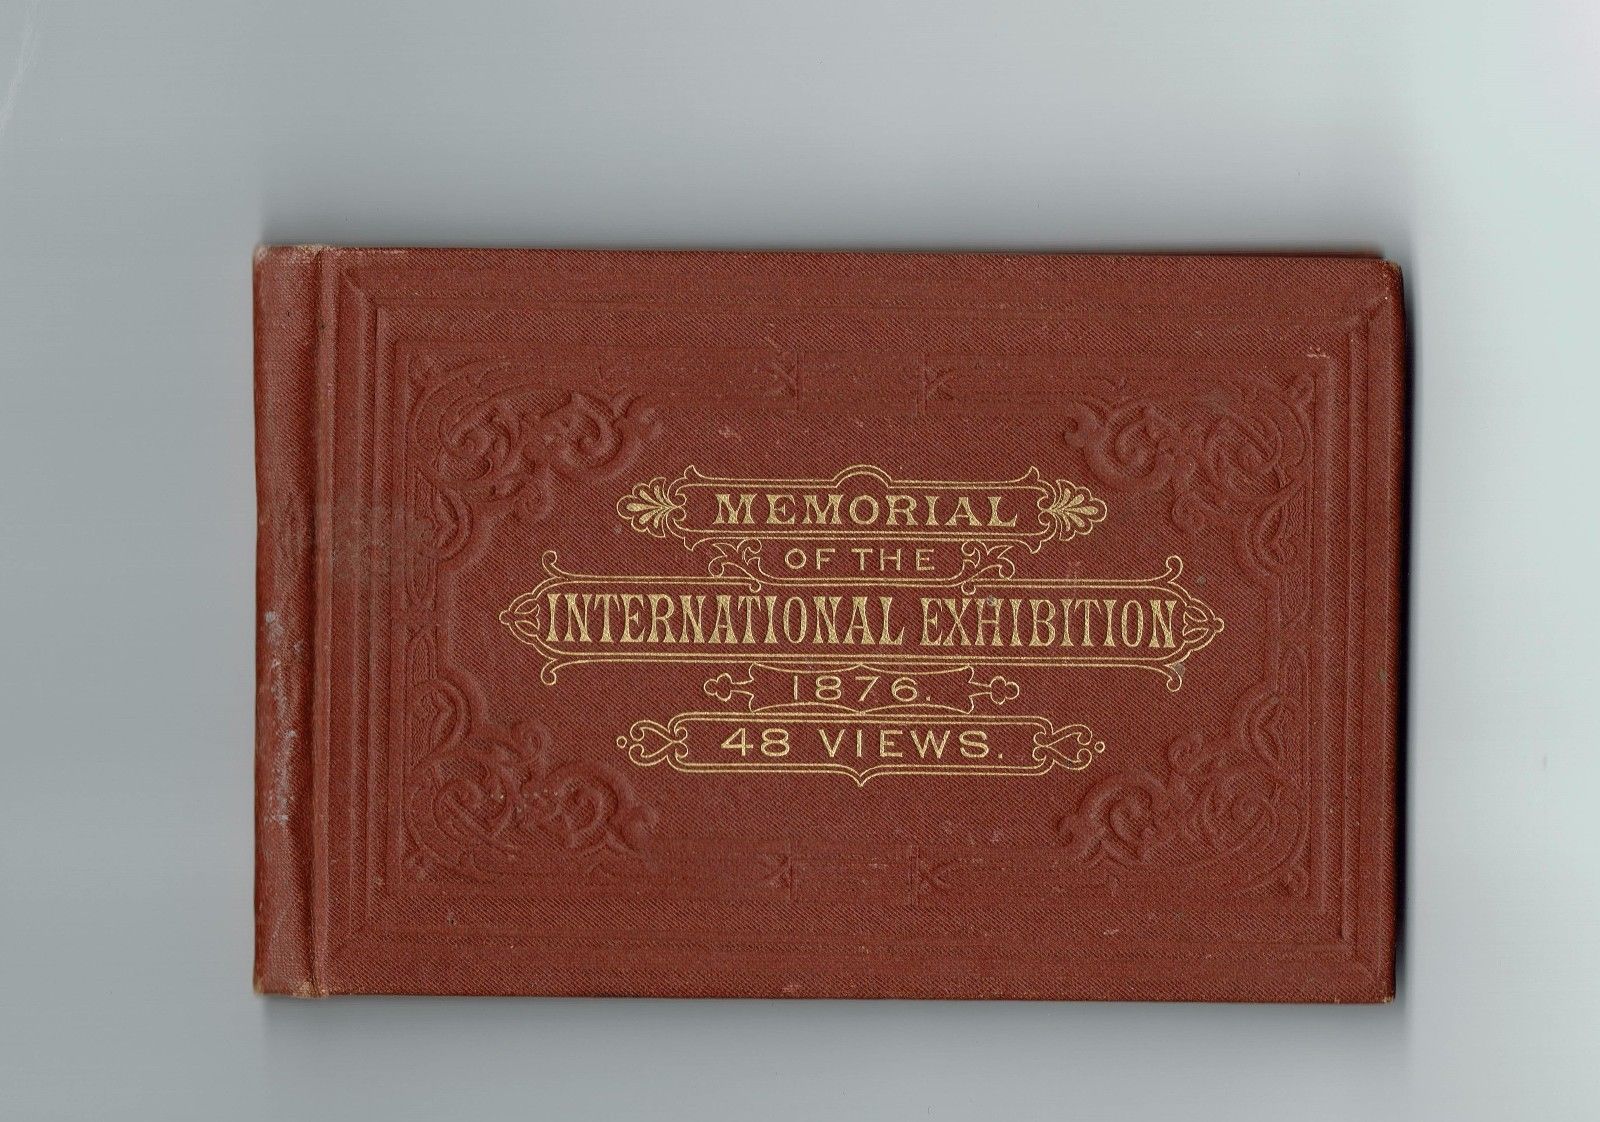 MEMORIAL
OF THE
INTERNATIONAL EXHIBITION
1876.
48 VIEWS.